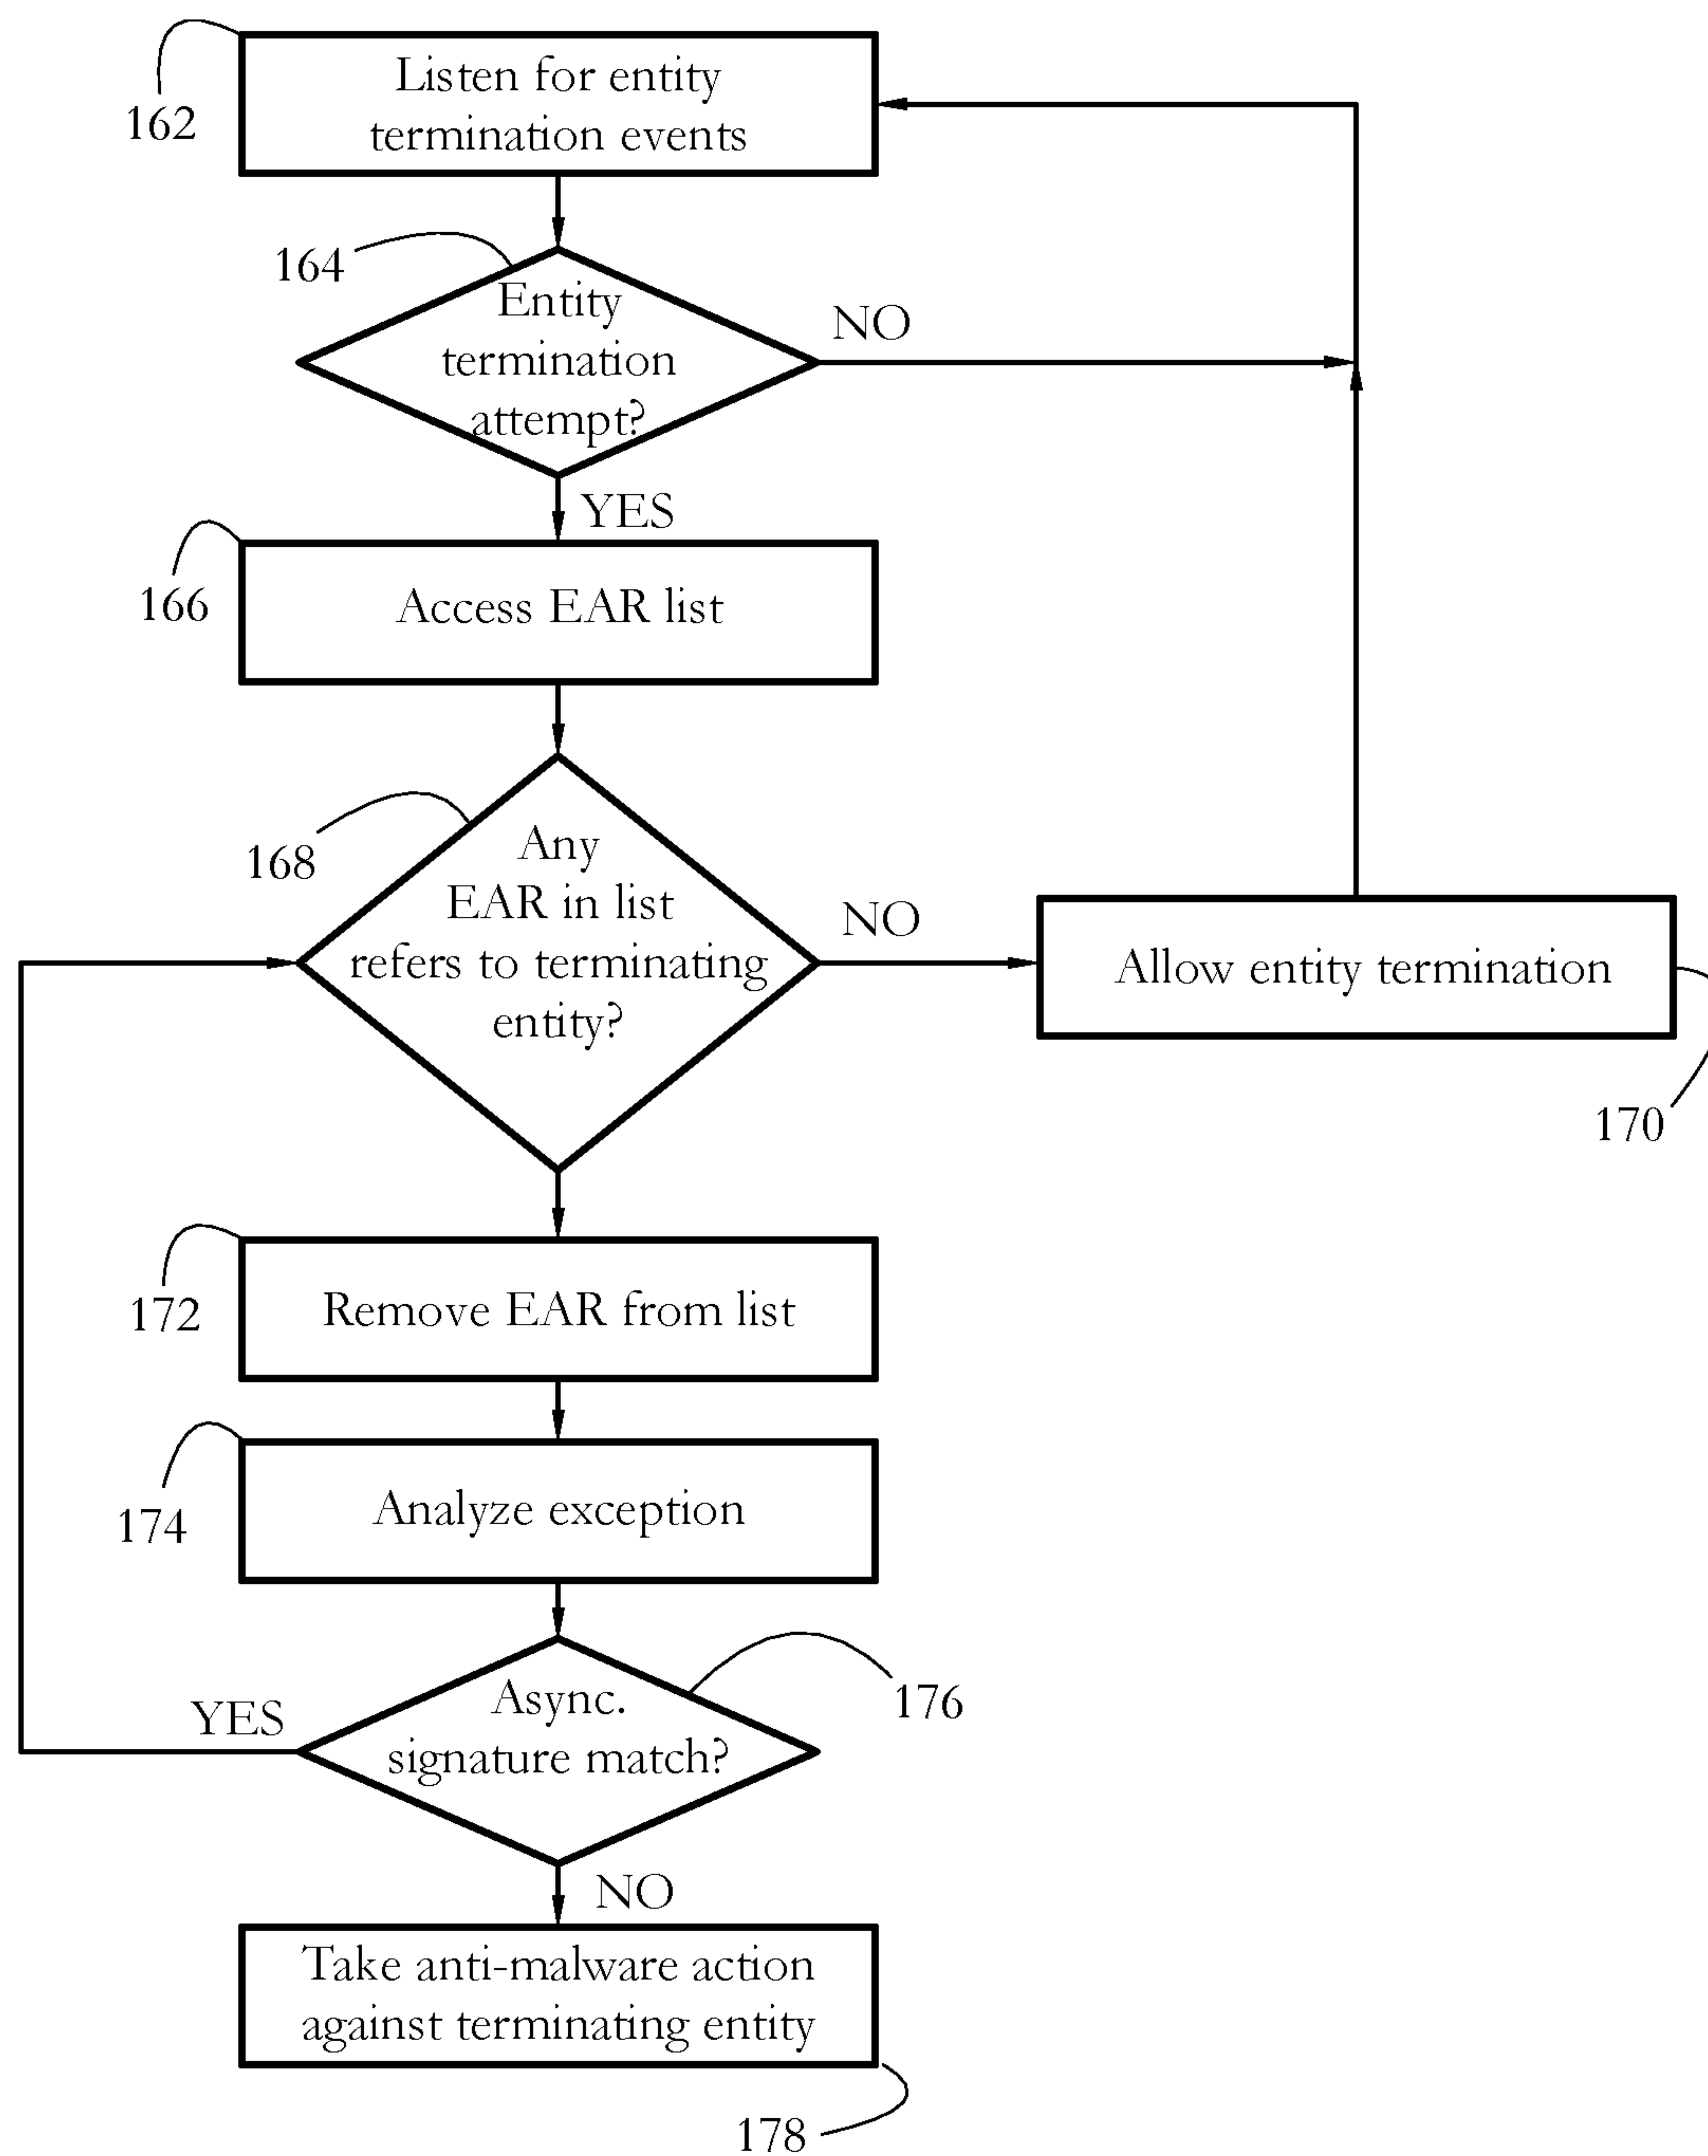 Listen for entity
termination events
162
164
Entity
termination
attempt?
NO
YES
166
Access EAR list
168
Any
EAR in list
refers to terminating
entity?
NO
Allow entity termination
170
172
Remove EAR from list
174
Analyze exception
176
Async.
signature match?
YES
NO
Take anti-malware action
against terminating entity
178